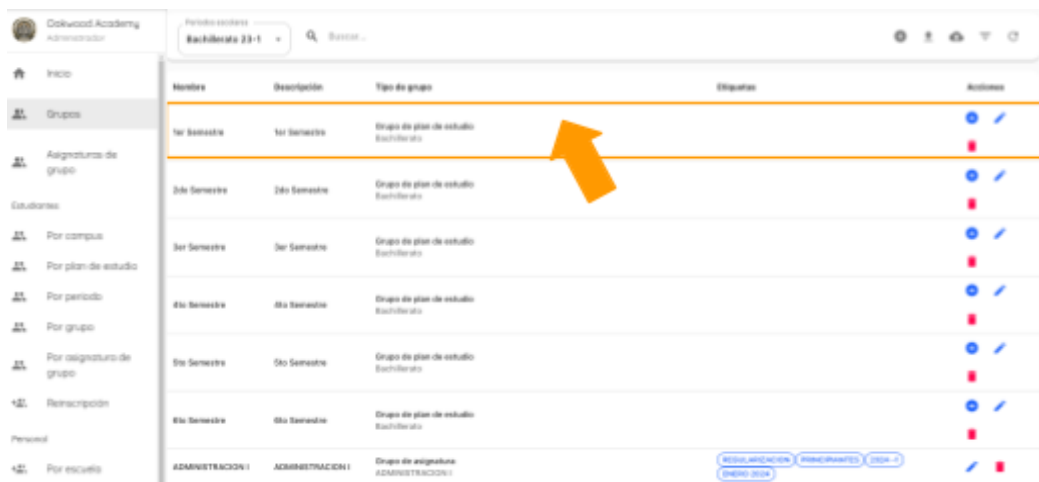 Oakwood Academy
Administrador
Periodos escolares
Bachillerato 23-1
Buscar...
Inicio
Grupos
Asignaturas de
grupo
Estudiantes
Por campus
Por plan de estudio
Por periodo
Por grupo
Por asignatura de
grupo
Reinscripción
Personal
Por escuela
Nombre Descripción Tipo de grupo Etiquetas Acciones
1er Semestre 1er Semestre Grupo de plan de estudio
Bachillerato
2do Semestre 2do Semestre Grupo de plan de estudio
Bachillerato
3er Semestre 3er Semestre Grupo de plan de estudio
Bachillerato
4to Semestre 4to Semestre Grupo de plan de estudio
Bachillerato
5to Semestre 5to Semestre Grupo de plan de estudio
Bachillerato
6to Semestre 6to Semestre Grupo de plan de estudio
Bachillerato
ADMINISTRACION I ADMINISTRACION I Grupo de asignatura REGULARIZACION PRINCIPIANTES 2024 -1
ADMINISTRACION I ENERO 2024